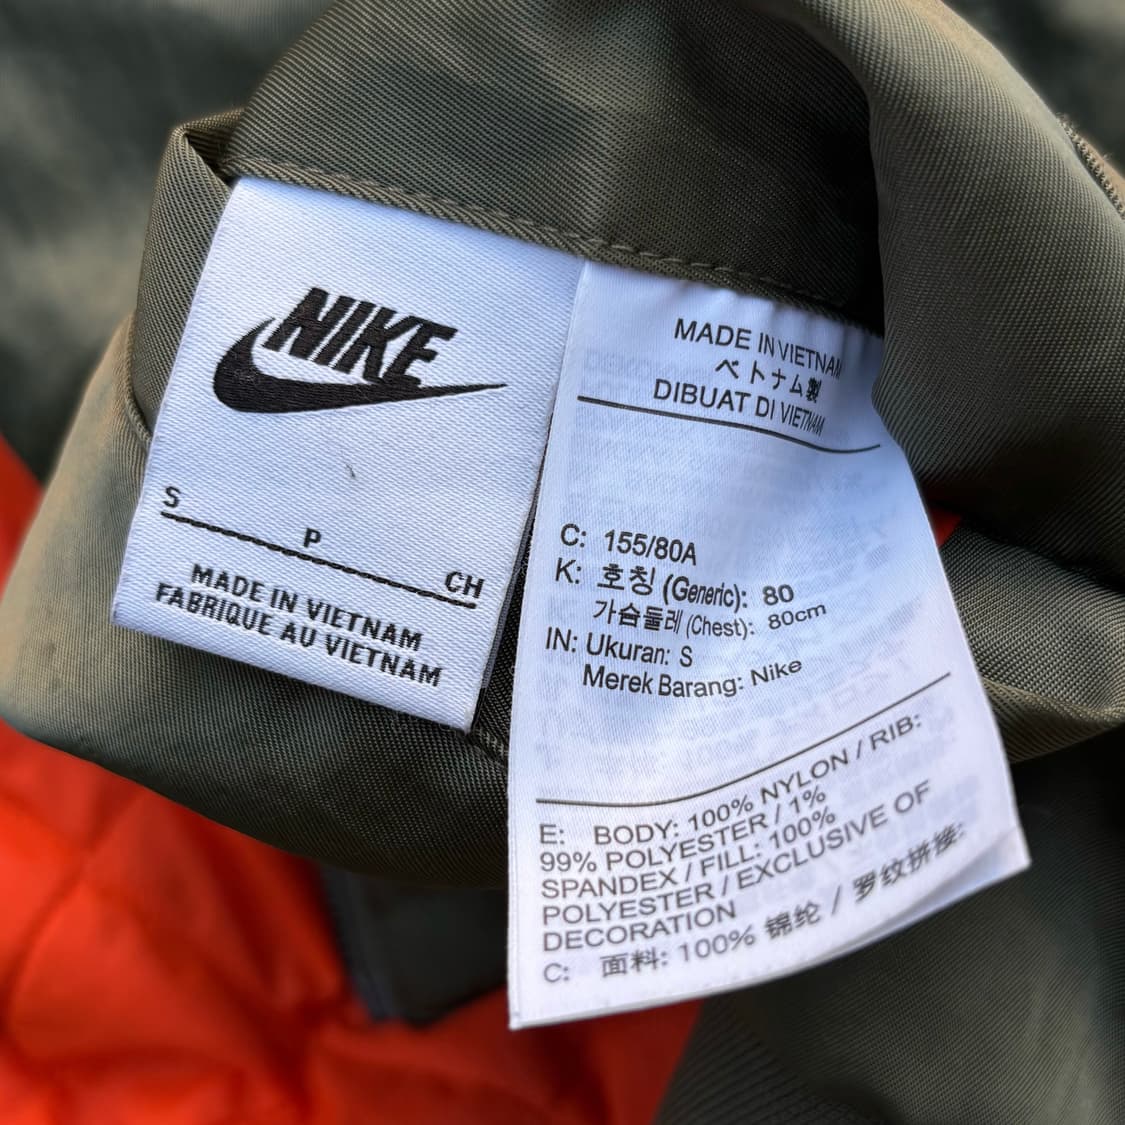 NIKE
S
P
CH
MADE IN VIETNAM
FABRIQUE AU VIETNAM
MADE IN VIETNAM
ベトナム製
DIBUAT DI VIETNAM
C: 155/80A
K: 호칭 (Generic): 80
가슴둘레 (Chest): 80cm
IN: Ukuran: S
Merek Barang: Nike
E: BODY: 100% NYLON / RIB:
99% POLYESTER / 1%
SPANDEX / FILL: 100%
POLYESTER / EXCLUSIVE OF
DECORATION
C: 面料: 100% 锦纶 / 罗纹拼接: